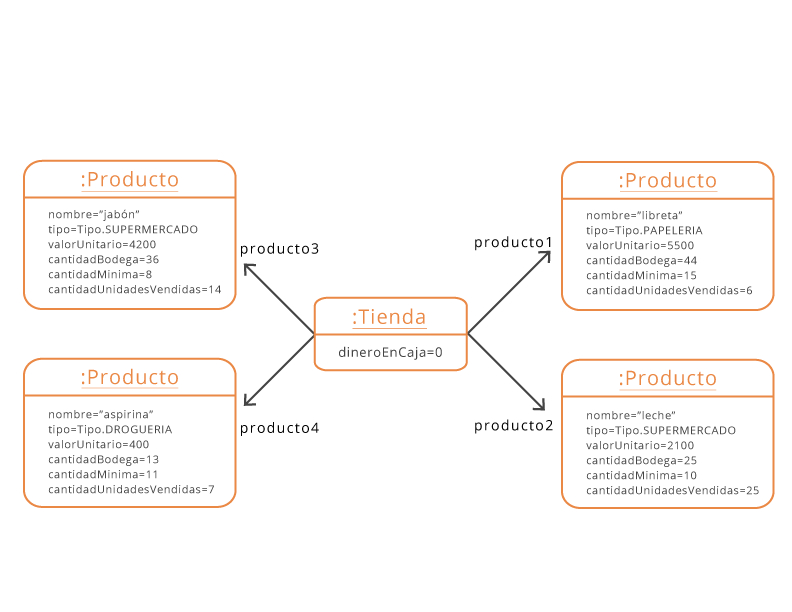 :Producto
nombre="jabón"
tipo=Tipo.SUPERMERCADO
valorUnitario=4200
cantidadBodega=36
cantidadMinima=8
cantidadUnidadesVendidas=14
producto3
producto1
:Producto
nombre="libreta"
tipo=Tipo.PAPELERIA
valorUnitario=5500
cantidadBodega=44
cantidadMinima=15
cantidadUnidadesVendidas=6
:Tienda
dineroEnCaja=0
:Producto
nombre="aspirina"
tipo=Tipo.DROGUERIA
valorUnitario=400
cantidadBodega=13
cantidadMinima=11
cantidadUnidadesVendidas=7
producto4
producto2
:Producto
nombre="leche"
tipo=Tipo.SUPERMERCADO
valorUnitario=2100
cantidadBodega=25
cantidadMinima=10
cantidadUnidadesVendidas=25